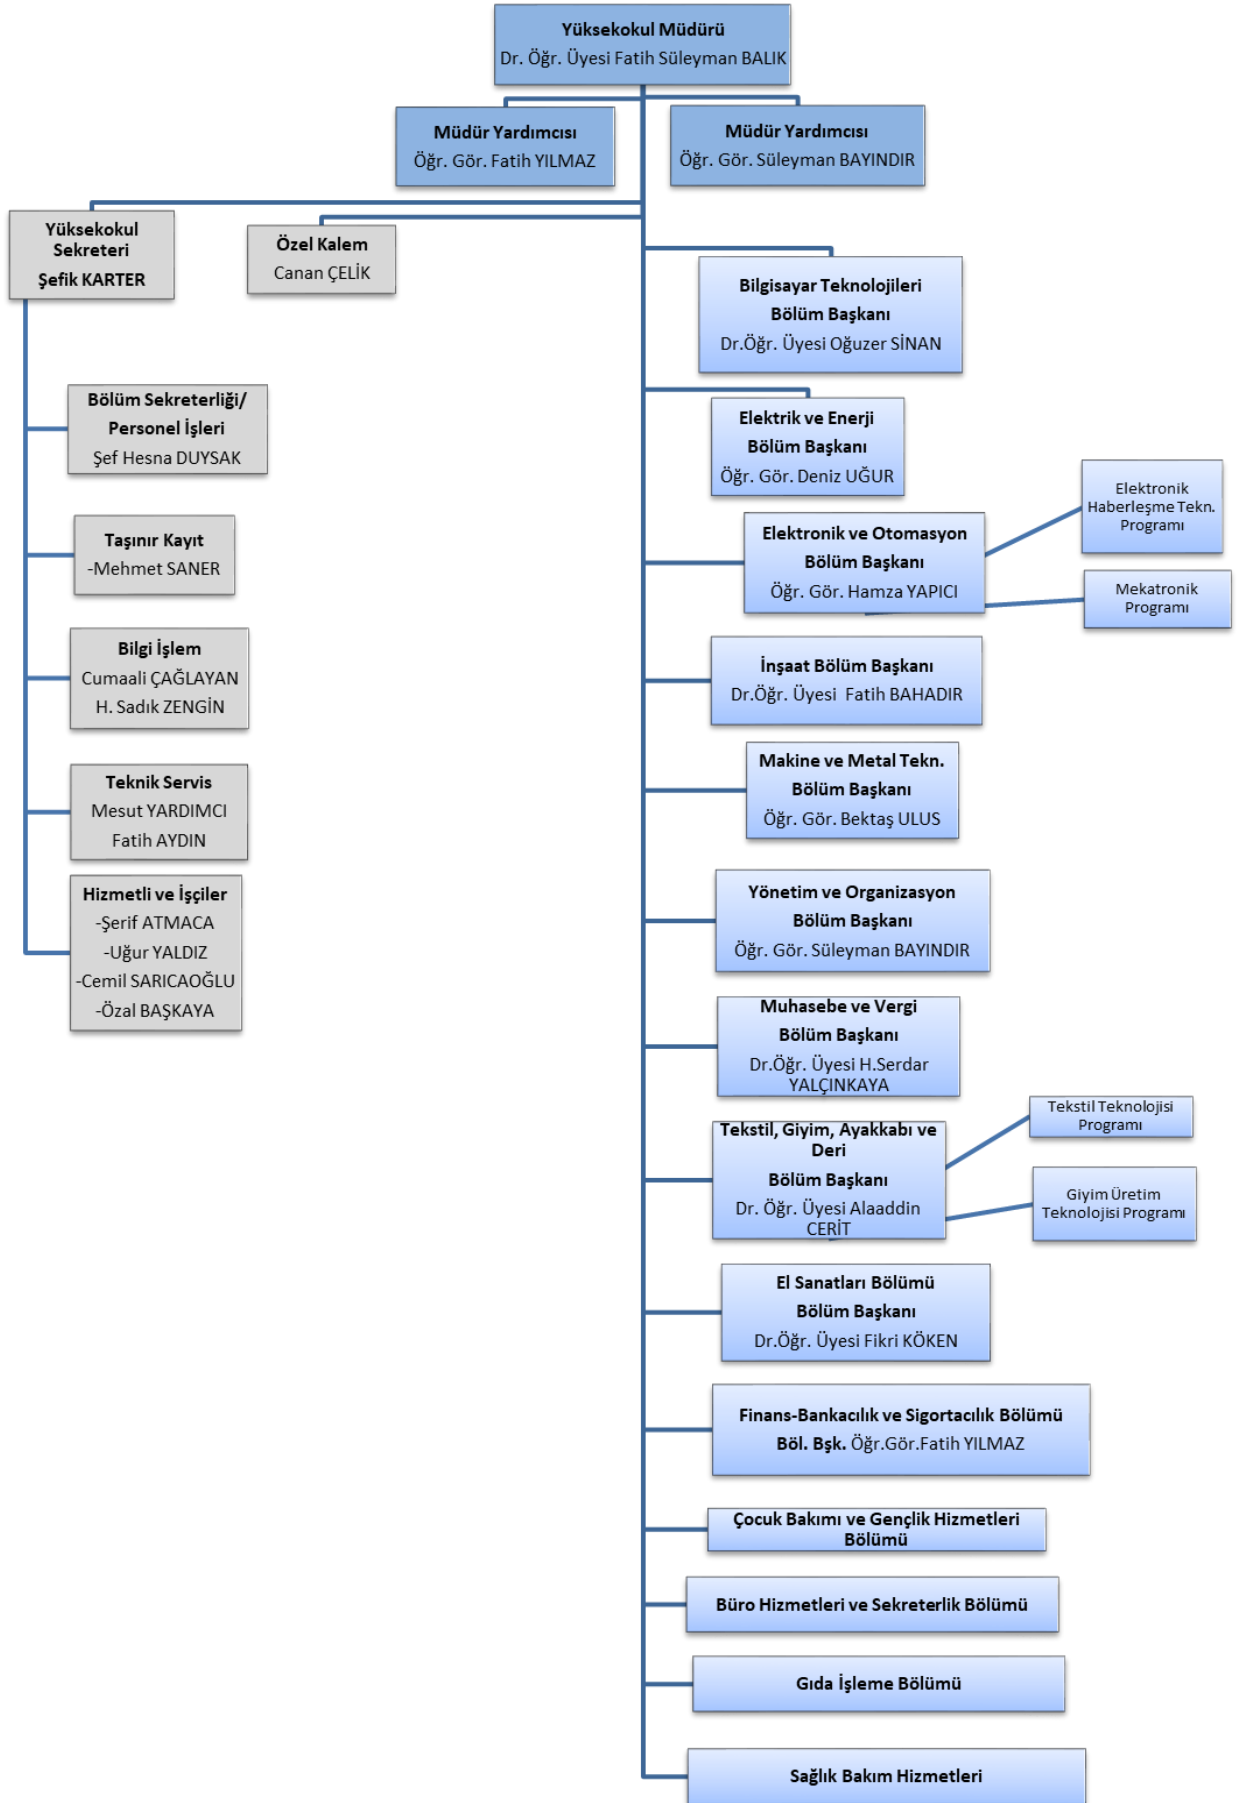 Yüksekokul Müdürü
Dr. Öğr. Üyesi Fatih Süleyman BALIK
Müdür Yardımcısı
Öğr. Gör. Fatih YILMAZ
Müdür Yardımcısı
Öğr. Gör. Süleyman BAYINDIR
Yüksekokul
Sekreteri
Şefik KARTER
Özel Kalem
Canan ÇELİK
Bölüm Sekreterliği/
Personel İşleri
Şef Hesna DUYSAK
Taşınır Kayıt
-Mehmet SANER
Bilgi İşlem
Cumaali ÇAĞLAYAN
H. Sadık ZENGİN
Teknik Servis
Mesut YARDIMCI
Fatih AYDIN
Hizmetli ve İşçiler
-Şerif ATMACA
-Uğur YALDIZ
-Cemil SARICAOĞLU
-Özal BAŞKAYA
Bilgisayar Teknolojileri
Bölüm Başkanı
Dr.Öğr. Üyesi Oğuzer SİNAN
Elektrik ve Enerji
Bölüm Başkanı
Öğr. Gör. Deniz UĞUR
Elektronik ve Otomasyon
Bölüm Başkanı
Öğr. Gör. Hamza YAPICI
Elektronik
Haberleşme Tekn.
Programı
Mekatronik
Programı
İnşaat Bölüm Başkanı
Dr.Öğr. Üyesi Fatih BAHADIR
Makine ve Metal Tekn.
Bölüm Başkanı
Öğr. Gör. Bektaş ULUS
Yönetim ve Organizasyon
Bölüm Başkanı
Öğr. Gör. Süleyman BAYINDIR
Muhasebe ve Vergi
Bölüm Başkanı
Dr.Öğr. Üyesi H.Serdar
YALÇINKAYA
Tekstil, Giyim, Ayakkabı ve
Deri
Bölüm Başkanı
Dr. Öğr. Üyesi Alaaddin
CERİT
Tekstil Teknolojisi
Programı
Giyim Üretim
Teknolojisi Programı
El Sanatları Bölümü
Bölüm Başkanı
Dr.Öğr. Üyesi Fikri KÖKEN
Finans-Bankacılık ve Sigortacılık Bölümü
Böl. Bşk. Öğr.Gör.Fatih YILMAZ
Çocuk Bakımı ve Gençlik Hizmetleri
Bölümü
Büro Hizmetleri ve Sekreterlik Bölümü
Gıda İşleme Bölümü
Sağlık Bakım Hizmetleri